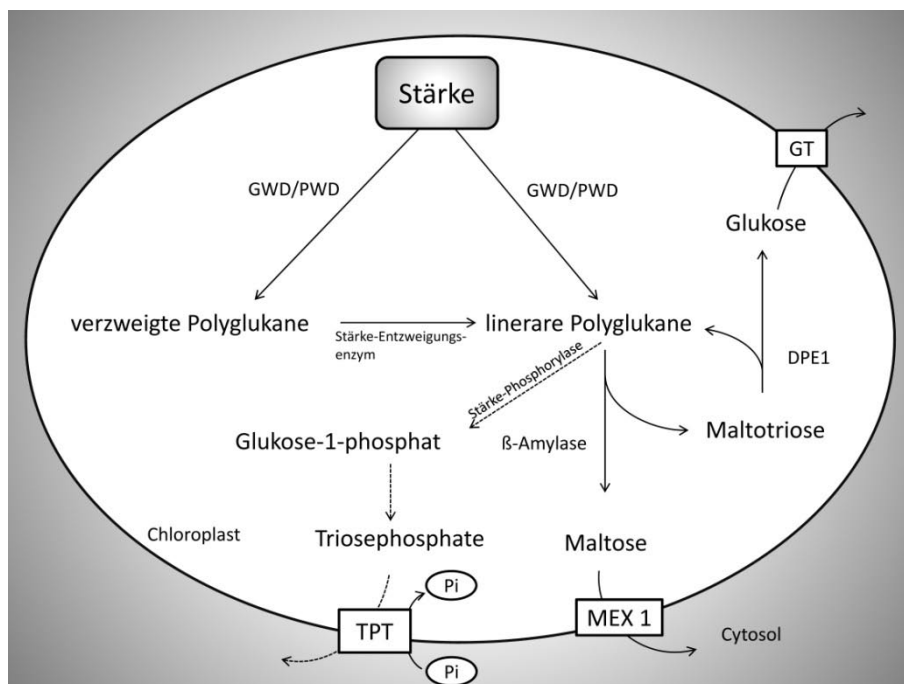 Stärke
GT
GWD/PWD
GWD/PWD
Glukose
verzweigte Polyglukane
linerare Polyglukane
Stärke-Entzweigungs-
enzym
DPE1
Stärke-Phosphorylase
Maltotriose
Glukose-1-phosphat
ß-Amylase
Chloroplast
Triosephosphate
Maltose
Pi
TPT
MEX 1
Cytosol
Pi